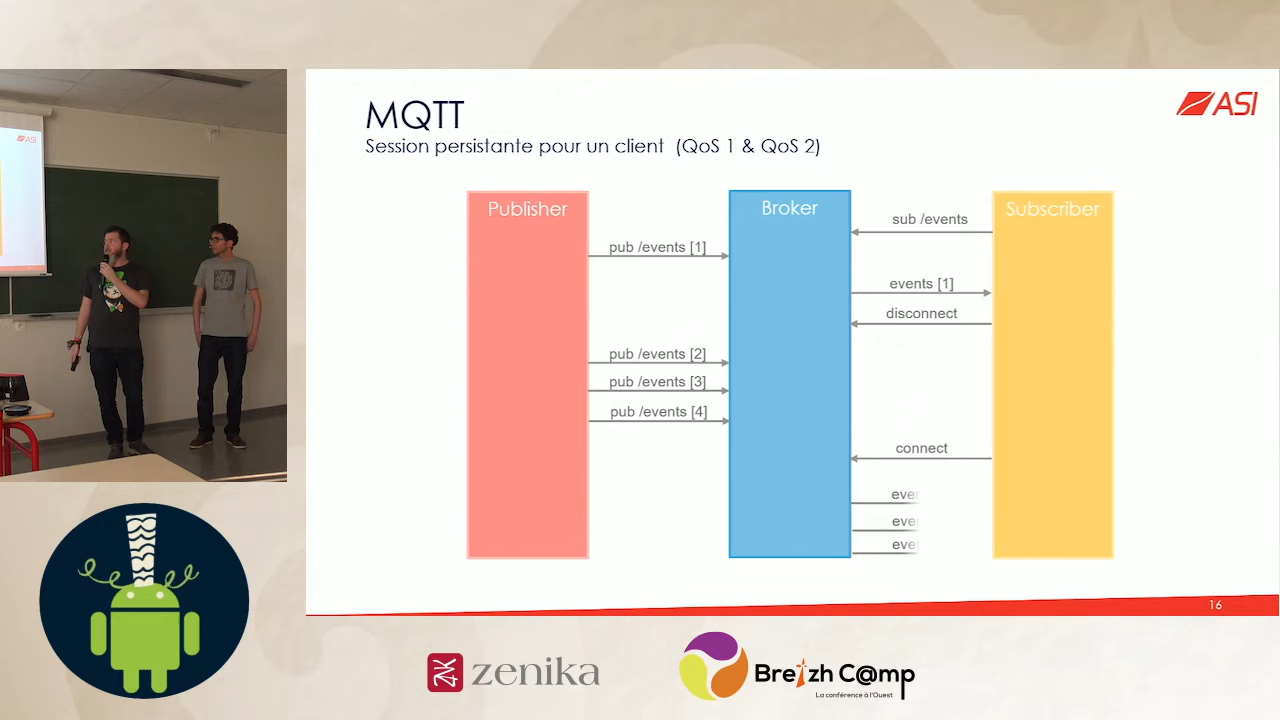 MQTT
Session persistante pour un client (QoS 1 & QoS 2)
ASI
ASI
Publisher
Broker
Subscriber
sub /events
pub /events [1]
events [1]
disconnect
pub /events [2]
pub /events [3]
pub /events [4]
connect
eve
eve
eve
16
zenika
Breizh C@mp
La conférence à l'Ouest